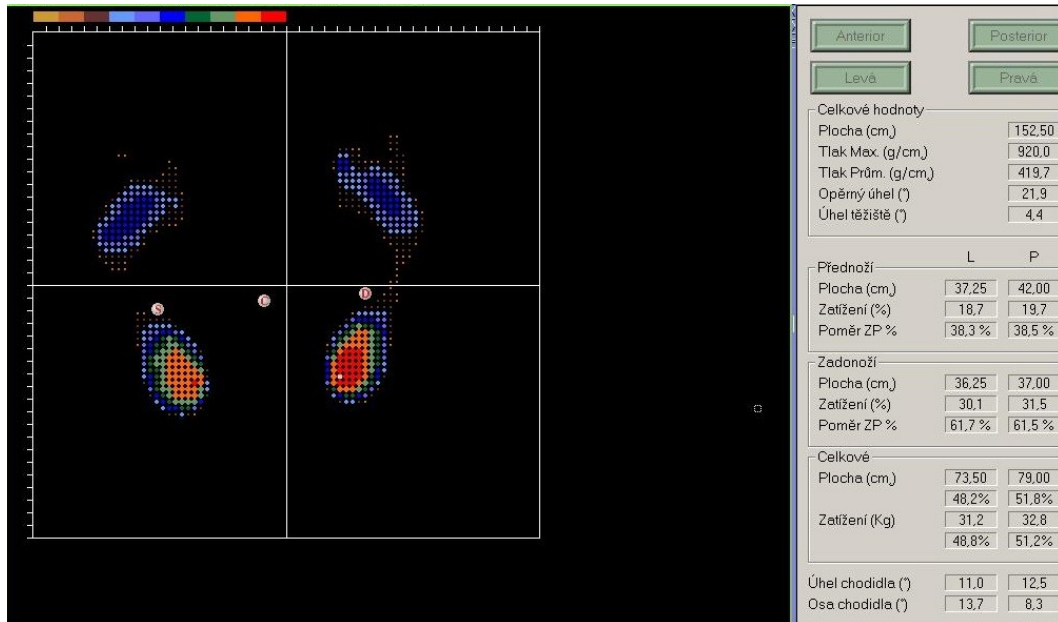 Anterior Posterior
Levá Pravá
Celkové hodnoty
Plocha (cm,) 152,50
Tlak Max. (g/cm,) 920,0
Tlak Prům. (g/cm,) 419,7
Opěrný úhel (°) 21,9
Úhel těžiště (°) 4,4
L P
Přednoží
Plocha (cm,) 37,25 42,00
Zatížení (%) 18,7 19,7
Poměr ZP % 38,3 % 38,5 %
Zadonoží
Plocha (cm,) 36,25 37,00
Zatížení (%) 30,1 31,5
Poměr ZP % 61,7 % 61,5 %
Celkové
Plocha (cm,) 73,50 79,00
48,2% 51,8%
Zatížení (Kg) 31,2 32,8
48,8% 51,2%
Úhel chodidla (°) 11,0 12,5
Osa chodidla (°) 13,7 8,3
S C D